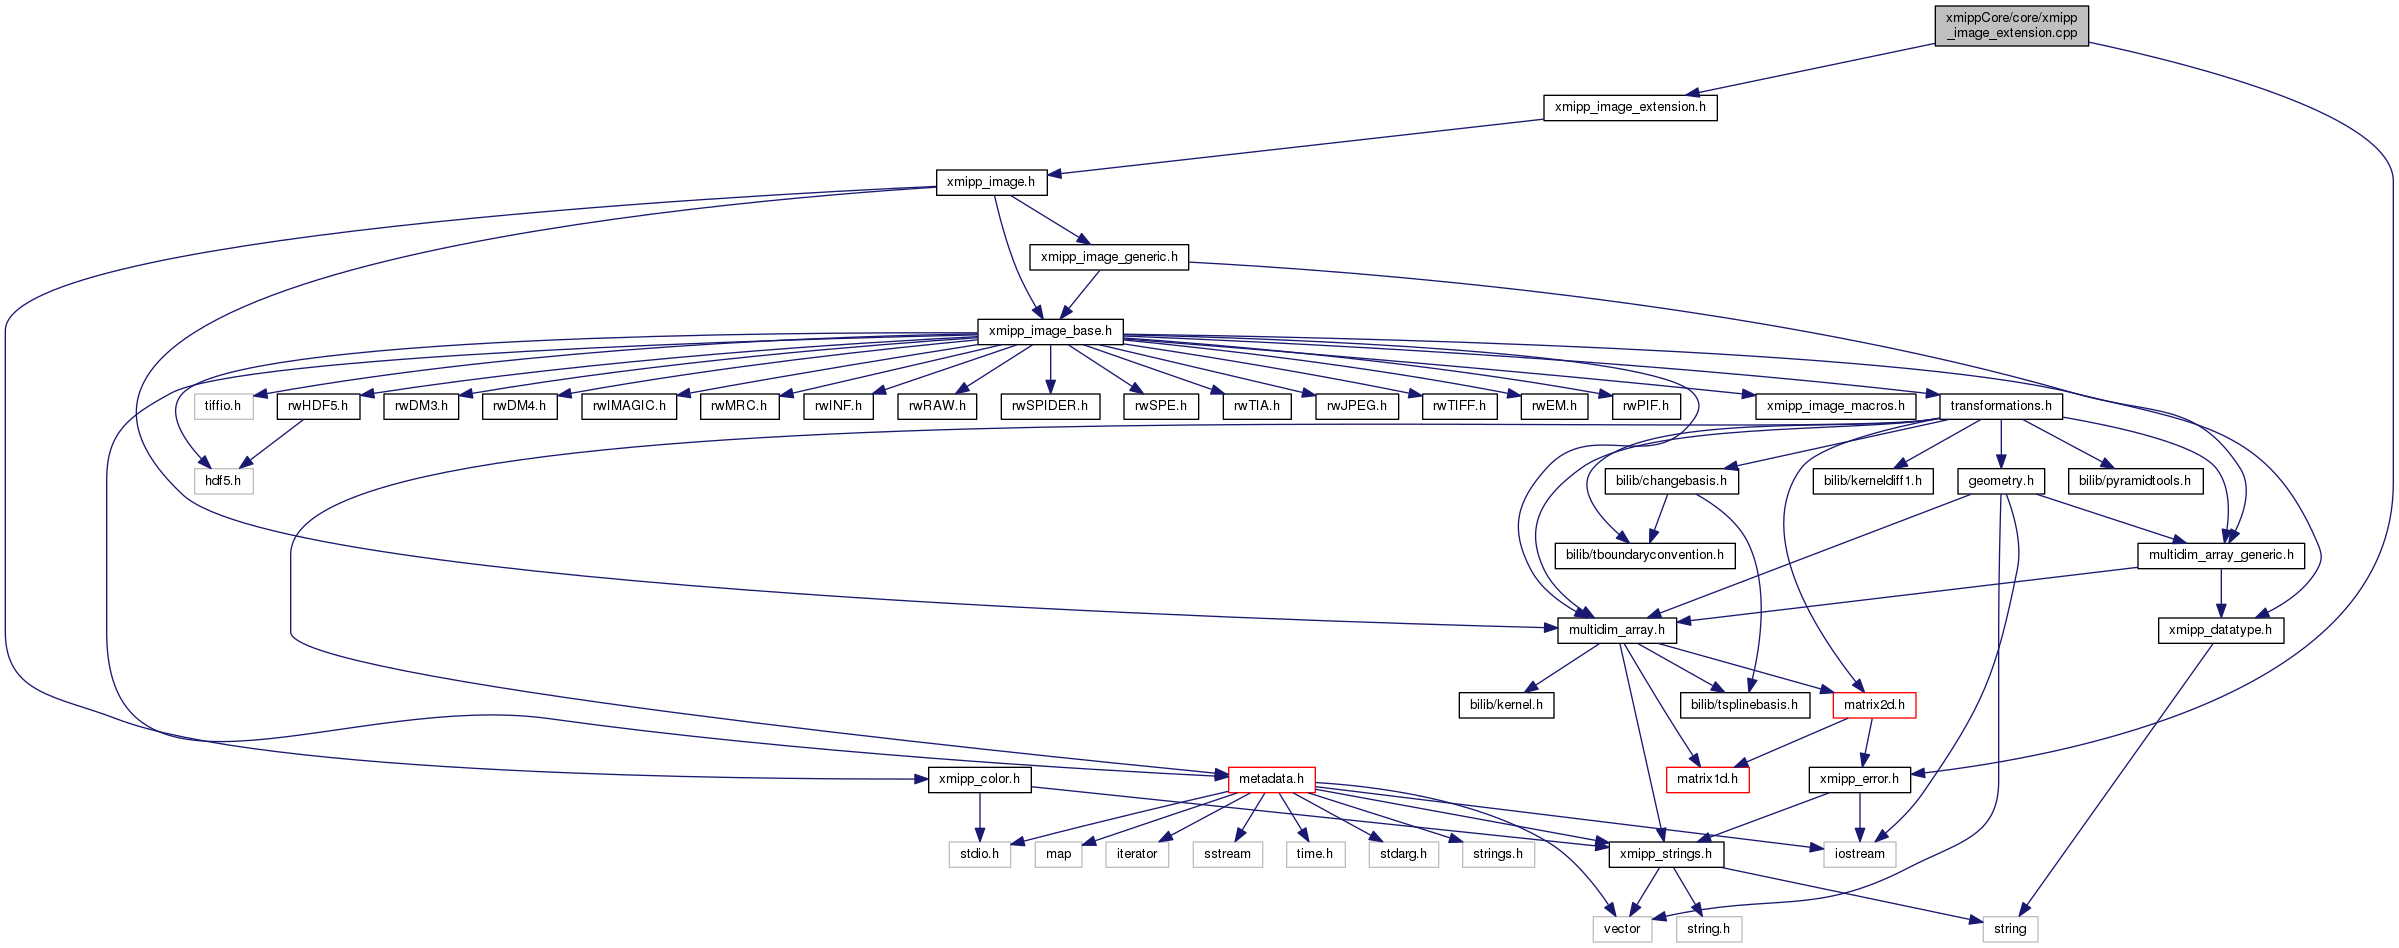 xmippCore/core/xmipp
_image_extension.cpp
xmipp_image_extension.h
xmipp_image.h
xmipp_image_generic.h
xmipp_image_base.h
tiffio.h
rwHDF5.h
rwDM3.h
rwDM4.h
rwIMAGIC.h
rwMRC.h
rwINF.h
rwRAW.h
rwSPIDER.h
rwSPE.h
rwTIA.h
rwJPEG.h
rwTIFF.h
rwEM.h
rwPIF.h
xmipp_image_macros.h
transformations.h
hdf5.h
bilib/changebasis.h
bilib/kerneldiff1.h
geometry.h
bilib/pyramidtools.h
bilib/tboundaryconvention.h
multidim_array_generic.h
multidim_array.h
xmipp_datatype.h
bilib/kernel.h
bilib/tsplinebasis.h
matrix2d.h
xmipp_color.h
metadata.h
matrix1d.h
xmipp_error.h
stdio.h
map
iterator
sstream
time.h
stdarg.h
strings.h
xmipp_strings.h
iostream
vector
string.h
string